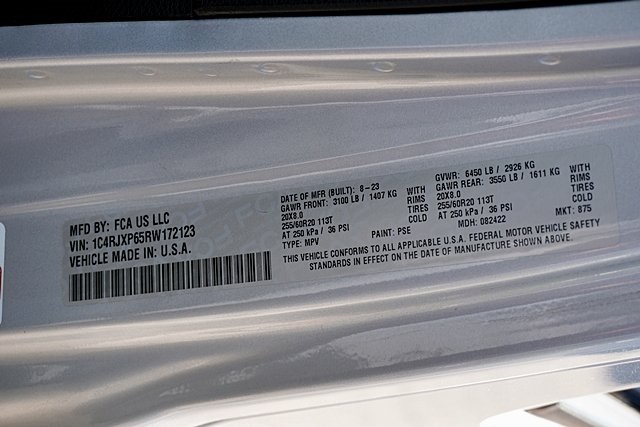 MFD BY: FCA US LLC
VIN: 1C4RJXP65RW172123
VEHICLE MADE IN: U.S.A.
DATE OF MFR (BUILT): 8-23
GAWR FRONT: 3100 LB / 1407 KG WITH
20X8.0 RIMS
255/60R20 113T TIRES
AT 250 kPa / 36 PSI COLD
TYPE: MPV PAINT: PSE
GVWR: 6450 LB / 2926 KG
GAWR REAR: 3550 LB / 1611 KG WITH
20X8.0 RIMS
255/60R20 113T TIRES
AT 250 kPa / 36 PSI COLD
MDH: 082422 MKT: 875
THIS VEHICLE CONFORMS TO ALL APPLICABLE U.S.A. FEDERAL MOTOR VEHICLE SAFETY
STANDARDS IN EFFECT ON THE DATE OF MANUFACTURE SHOWN ABOVE.